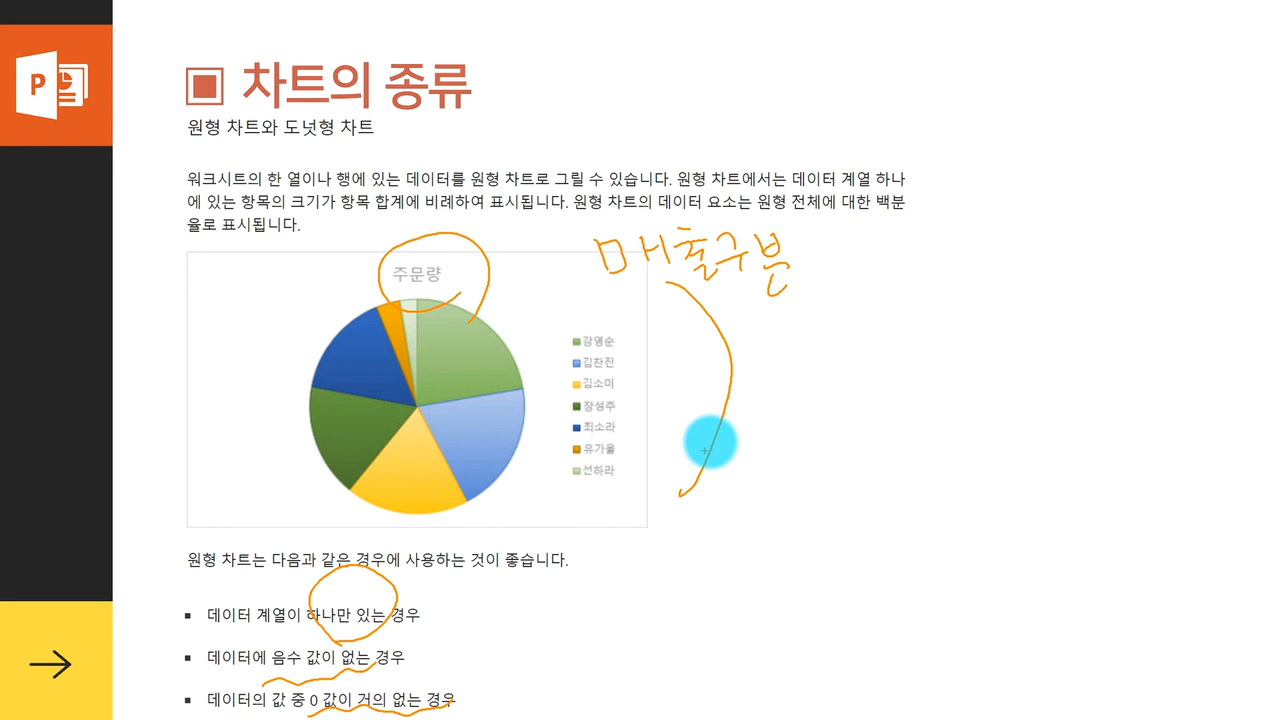 P
차트의 종류
원형 차트와 도넛형 차트
워크시트의 한 열이나 행에 있는 데이터를 원형 차트로 그릴 수 있습니다. 원형 차트에서는 데이터 계열 하나
에 있는 항목의 크기가 항목 합계에 비례하여 표시됩니다. 원형 차트의 데이터 요소는 원형 전체에 대한 백분
율로 표시됩니다.
매출구분
주문량
강영순
김찬진
김소미
장성주
최소라
유가을
선하라
원형 차트는 다음과 같은 경우에 사용하는 것이 좋습니다.
▪ 데이터 계열이 하나만 있는 경우
▪ 데이터에 음수 값이 없는 경우
▪ 데이터의 값 중 0 값이 거의 없는 경우